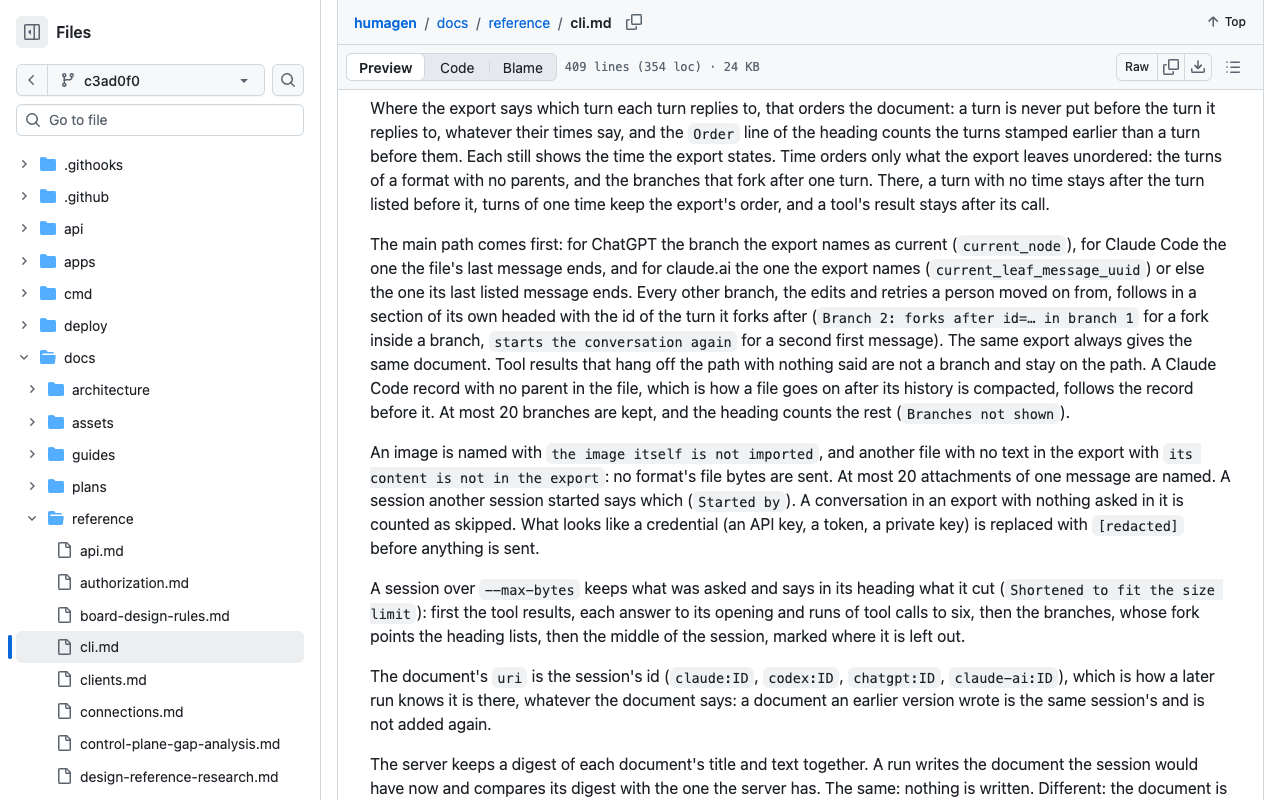 Files
humagen / docs / reference / cli.md
Top
c3ad0f0
Go to file
.githooks
.github
api
apps
cmd
deploy
docs
architecture
assets
guides
plans
reference
api.md
authorization.md
board-design-rules.md
cli.md
clients.md
connections.md
control-plane-gap-analysis.md
design-reference-research.md
Preview Code Blame 409 lines (354 loc) · 24 KB
Raw
Where the export says which turn each turn replies to, that orders the document: a turn is never put before the turn it
replies to, whatever their times say, and the Order line of the heading counts the turns stamped earlier than a turn
before them. Each still shows the time the export states. Time orders only what the export leaves unordered: the turns
of a format with no parents, and the branches that fork after one turn. There, a turn with no time stays after the turn
listed before it, turns of one time keep the export's order, and a tool's result stays after its call.
The main path comes first: for ChatGPT the branch the export names as current ( current_node ), for Claude Code the
one the file's last message ends, and for claude.ai the one the export names ( current_leaf_message_uuid ) or else
the one its last listed message ends. Every other branch, the edits and retries a person moved on from, follows in a
section of its own headed with the id of the turn it forks after ( Branch 2: forks after id=… in branch 1 for a fork
inside a branch, starts the conversation again for a second first message). The same export always gives the
same document. Tool results that hang off the path with nothing said are not a branch and stay on the path. A Claude
Code record with no parent in the file, which is how a file goes on after its history is compacted, follows the record
before it. At most 20 branches are kept, and the heading counts the rest ( Branches not shown ).
An image is named with the image itself is not imported , and another file with no text in the export with its
content is not in the export : no format's file bytes are sent. At most 20 attachments of one message are named. A
session another session started says which ( Started by ). A conversation in an export with nothing asked in it is
counted as skipped. What looks like a credential (an API key, a token, a private key) is replaced with [redacted]
before anything is sent.
A session over --max-bytes keeps what was asked and says in its heading what it cut ( Shortened to fit the size
limit ): first the tool results, each answer to its opening and runs of tool calls to six, then the branches, whose fork
points the heading lists, then the middle of the session, marked where it is left out.
The document's uri is the session's id ( claude:ID , codex:ID , chatgpt:ID , claude-ai:ID ), which is how a later
run knows it is there, whatever the document says: a document an earlier version wrote is the same session's and is
not added again.
The server keeps a digest of each document's title and text together. A run writes the document the session would
have now and compares its digest with the one the server has. The same: nothing is written. Different: the document is